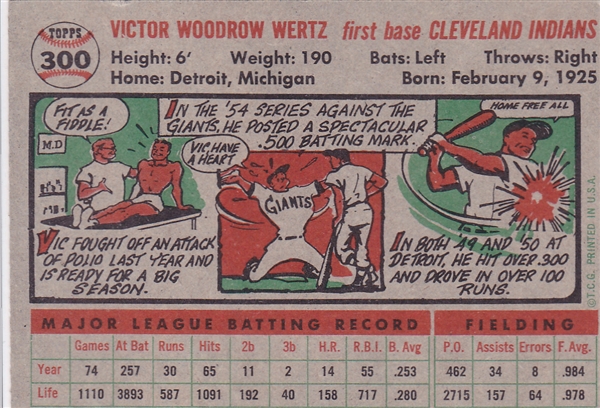 TOPPS
300
VICTOR WOODROW WERTZ first base CLEVELAND INDIANS
Height: 6' Weight: 190 Bats: Left Throws: Right
Home: Detroit, Michigan Born: February 9, 1925
FIT AS A
FIDDLE!
M.D
VIC FOUGHT OFF AN ATTACK
OF POLIO LAST YEAR AND
IS READY FOR A BIG
SEASON.
IN THE '54 SERIES AGAINST THE
GIANTS, HE POSTED A SPECTACULAR
.500 BATTING MARK.
VIC HAVE
A HEART
GIANTS
HOME FREE ALL
IN BOTH 49 AND '50 AT
DETROIT, HE HIT OVER .300
AND DROVE IN OVER 100
RUNS.
©T.C.G. PRINTED IN U.S.A.
MAJOR LEAGUE BATTING RECORD FIELDING
Games At Bat Runs Hits 2b 3b H.R. R.B.I. B. Avg P.O. Assists Errors F. Avg.
Year 74 257 30 65 11 2 14 55 .253 462 34 8 .984
Life 1110 3893 587 1091 192 40 158 717 .280 2715 157 64 .978